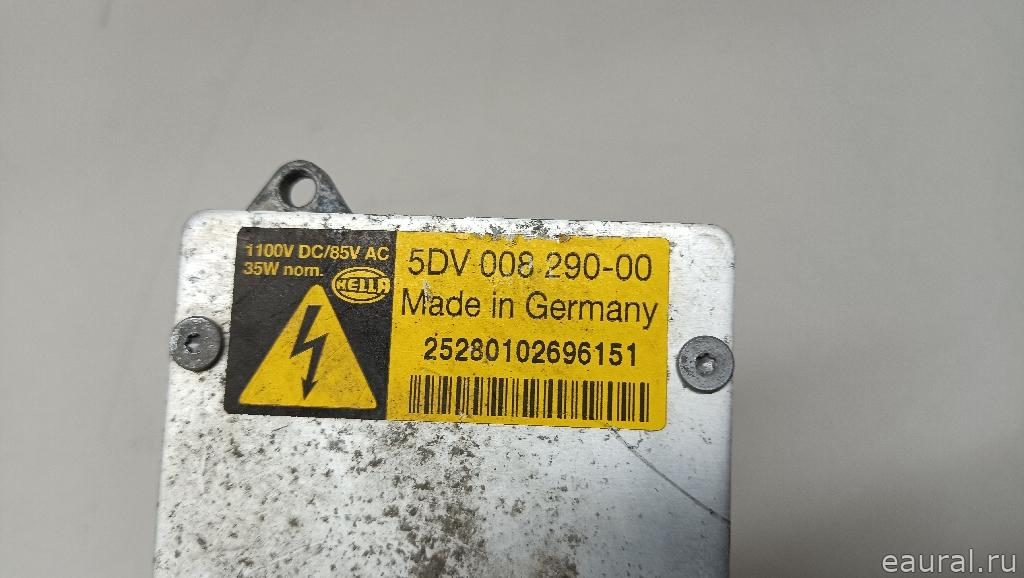 1100V DC/85V AC
35W nom.
HELLA
5DV 008 290-00
Made in Germany
25280102696151
eaural.ru